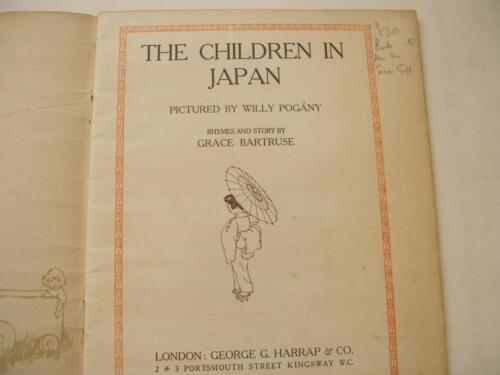 THE CHILDREN IN
JAPAN
PICTURED BY WILLY POGÁNY
RHYMES AND STORY BY
GRACE BARTRUSE
LONDON: GEORGE G. HARRAP & CO.
2 & 3 PORTSMOUTH STREET KINGSWAY W.C.
£20